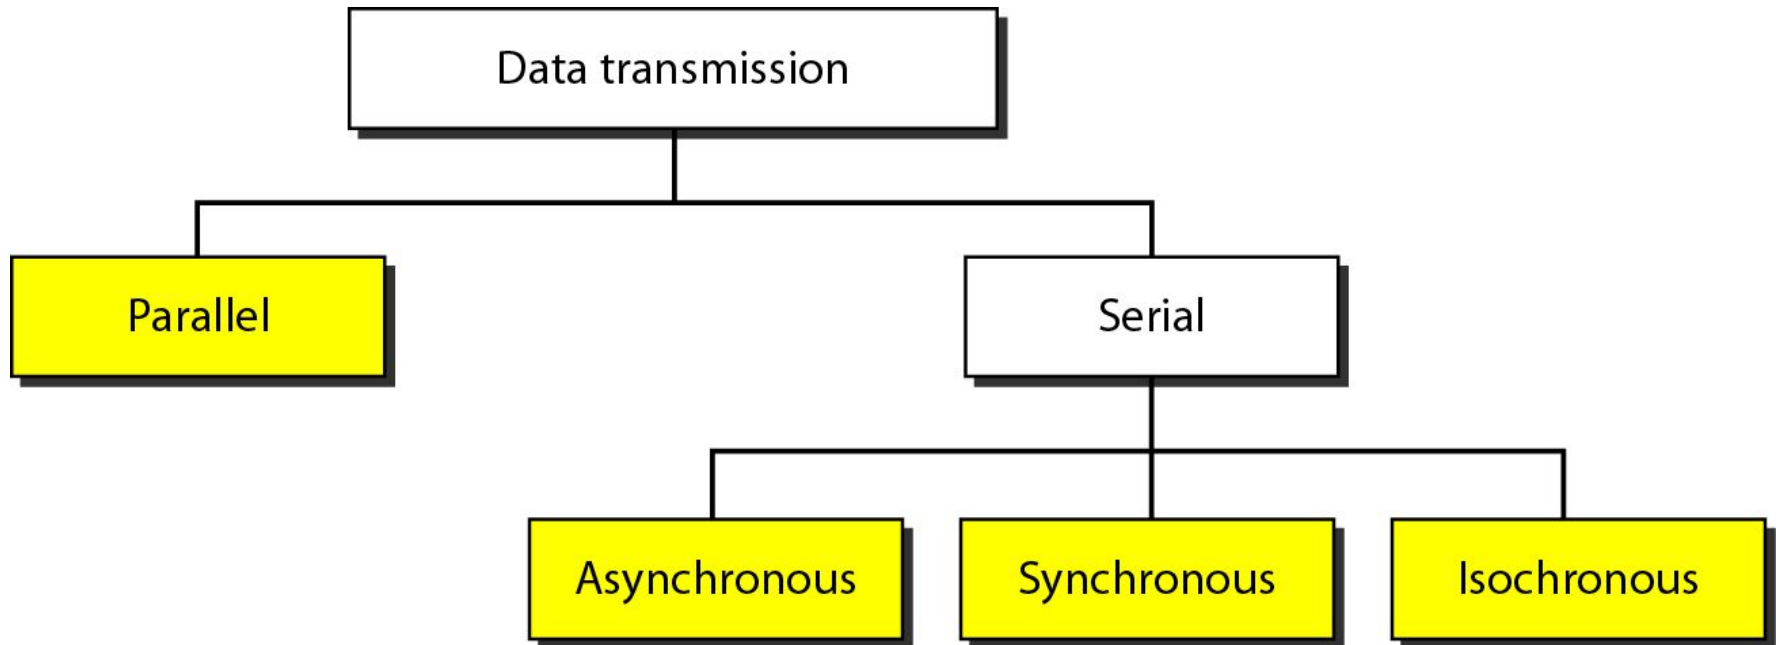 Data transmission
Parallel
Serial
Asynchronous
Synchronous
Isochronous